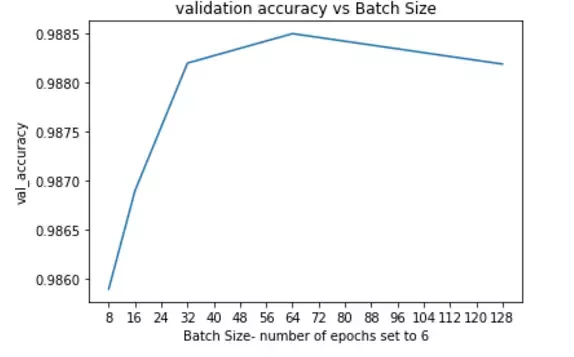 validation accuracy vs Batch Size
0.9885
0.9880
0.9875
0.9870
0.9865
0.9860
val_accuracy
8 16 24 32 40 48 56 64 72 80 88 96 104 112 120 128
Batch Size- number of epochs set to 6